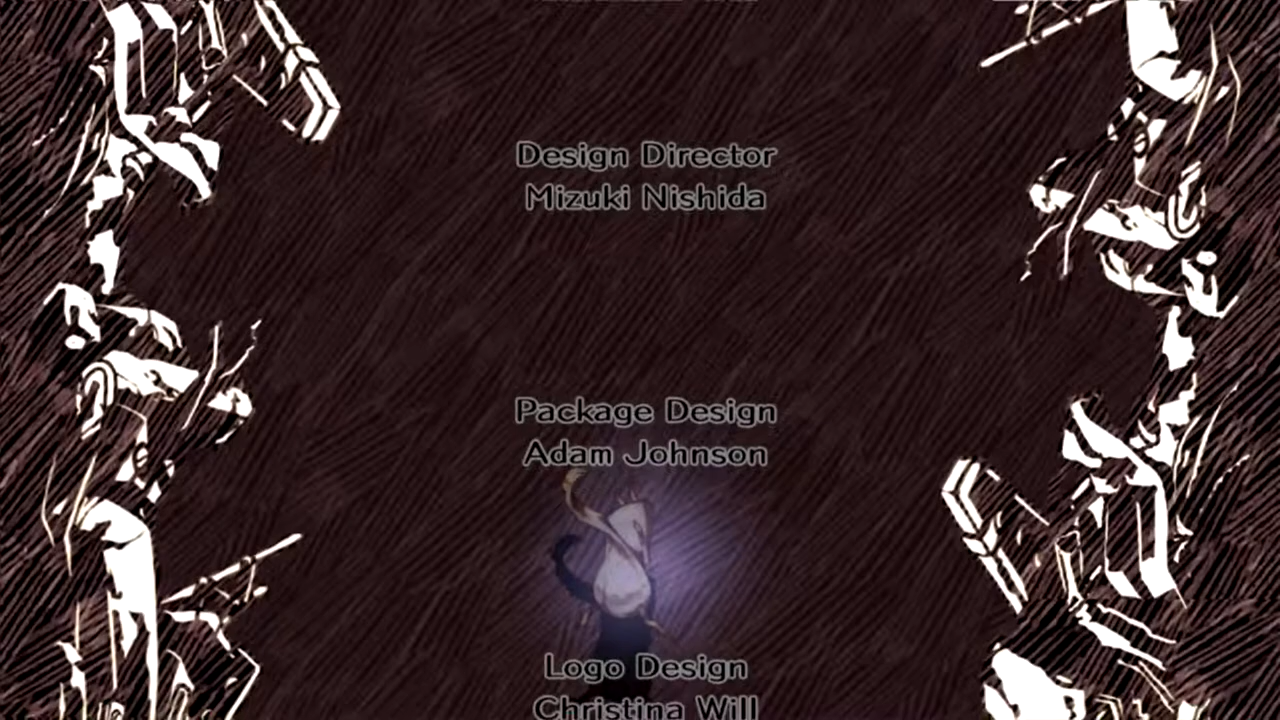 Design Director
Mizuki Nishida
Package Design
Adam Johnson
Logo Design
Christina Will